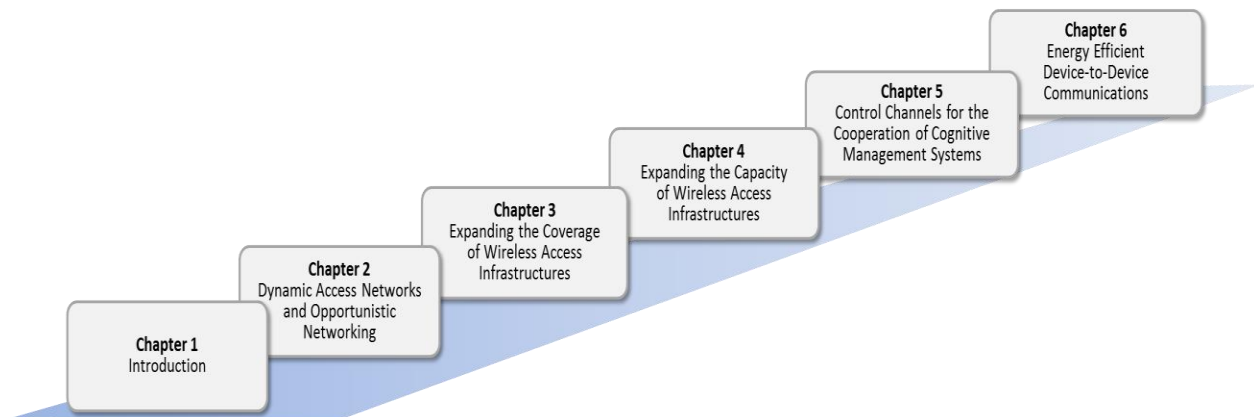 Chapter 1
Introduction
Chapter 2
Dynamic Access Networks
and Opportunistic
Networking
Chapter 3
Expanding the Coverage
of Wireless Access
Infrastructures
Chapter 4
Expanding the Capacity
of Wireless Access
Infrastructures
Chapter 5
Control Channels for the
Cooperation of Cognitive
Management Systems
Chapter 6
Energy Efficient
Device-to-Device
Communications